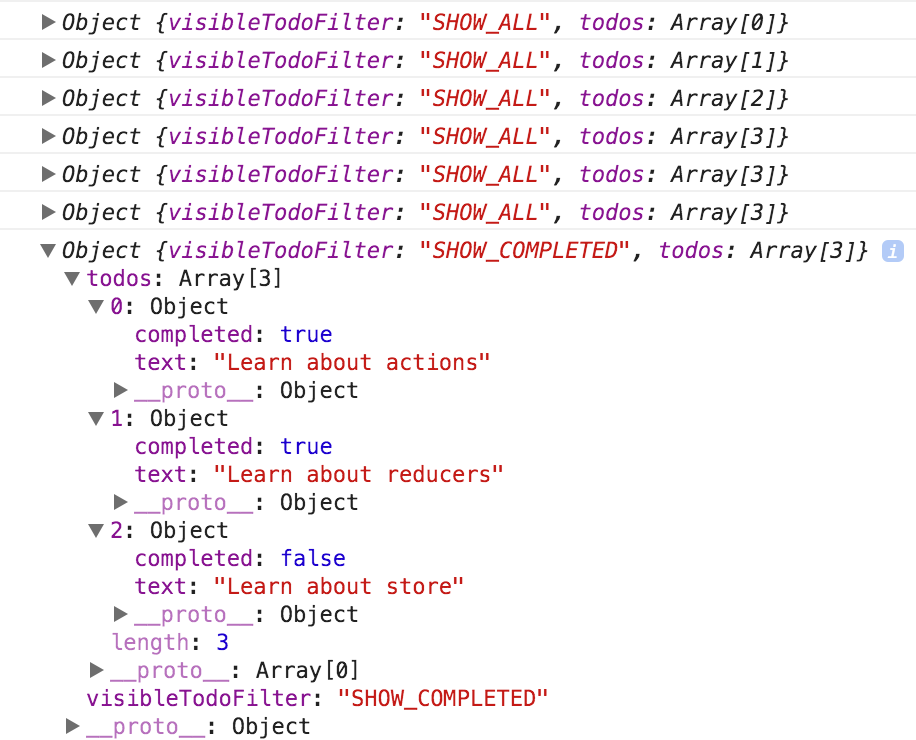 ▶Object {visibleTodoFilter: "SHOW_ALL", todos: Array[0]}
▶Object {visibleTodoFilter: "SHOW_ALL", todos: Array[1]}
▶Object {visibleTodoFilter: "SHOW_ALL", todos: Array[2]}
▶Object {visibleTodoFilter: "SHOW_ALL", todos: Array[3]}
▶Object {visibleTodoFilter: "SHOW_ALL", todos: Array[3]}
▶Object {visibleTodoFilter: "SHOW_ALL", todos: Array[3]}
▼Object {visibleTodoFilter: "SHOW_COMPLETED", todos: Array[3]} i
▼todos: Array[3]
▼0: Object
completed: true
text: "Learn about actions"
▶__proto__: Object
▼1: Object
completed: true
text: "Learn about reducers"
▶__proto__: Object
▼2: Object
completed: false
text: "Learn about store"
▶__proto__: Object
length: 3
▶__proto__: Array[0]
visibleTodoFilter: "SHOW_COMPLETED"
▶__proto__: Object